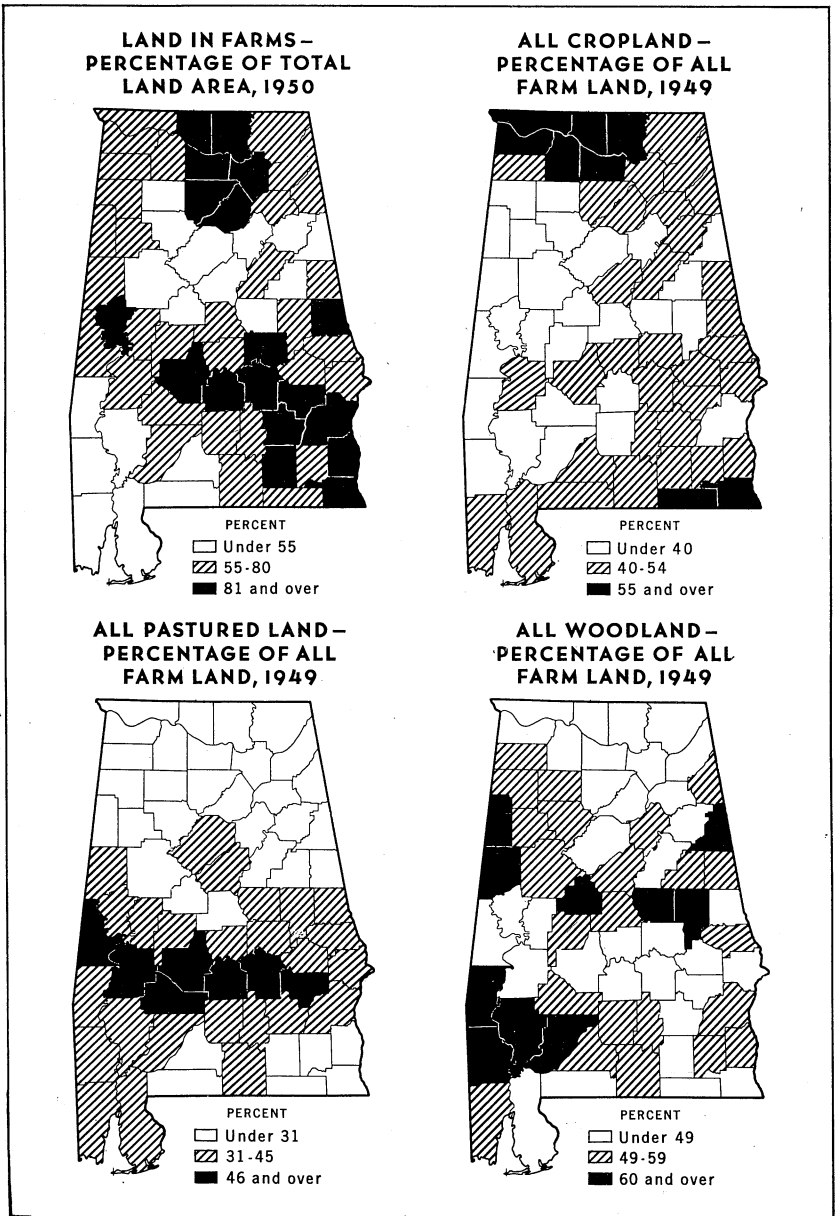 LAND IN FARMS—
PERCENTAGE OF TOTAL
LAND AREA, 1950
PERCENT
Under 55
55-80
81 and over
ALL CROPLAND—
PERCENTAGE OF ALL
FARM LAND, 1949
PERCENT
Under 40
40-54
55 and over
ALL PASTURED LAND—
PERCENTAGE OF ALL
FARM LAND, 1949
PERCENT
Under 31
31-45
46 and over
ALL WOODLAND—
PERCENTAGE OF ALL
FARM LAND, 1949
PERCENT
Under 49
49-59
60 and over